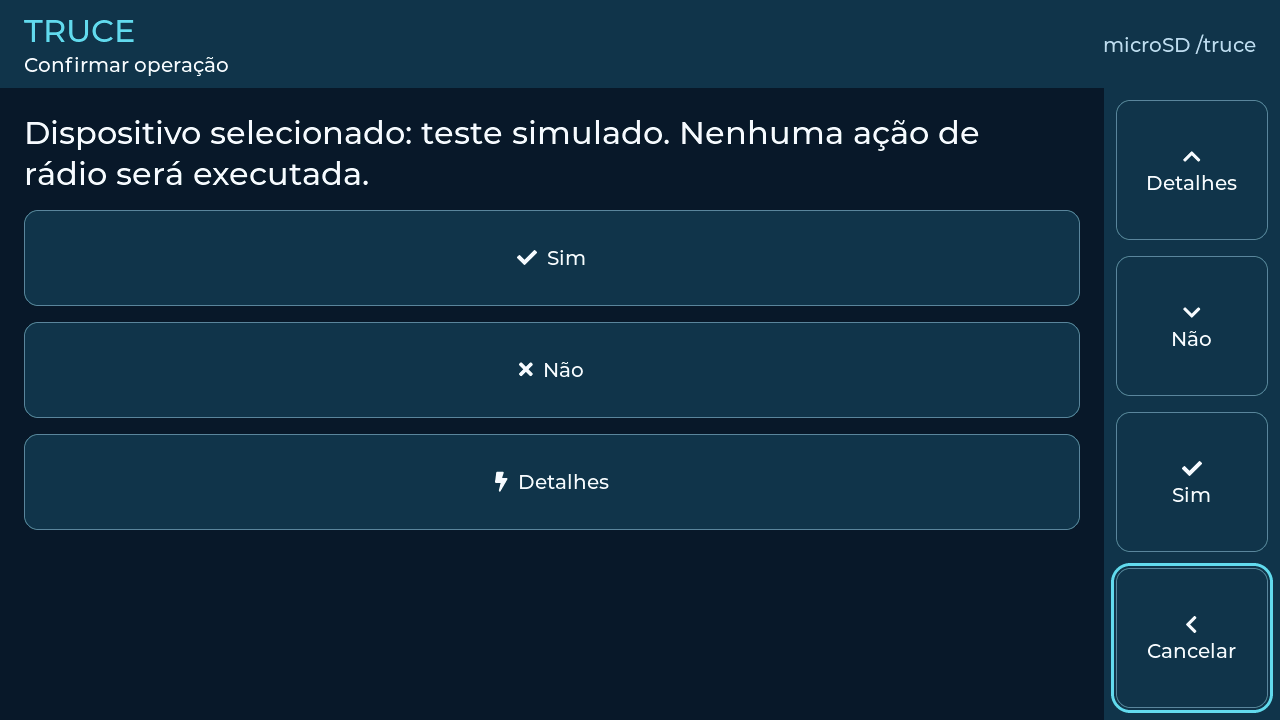 TRUCE
Confirmar operação
microSD /truce
Dispositivo selecionado: teste simulado. Nenhuma ação de
rádio será executada.
Sim
Não
Detalhes
Detalhes
Não
Sim
Cancelar